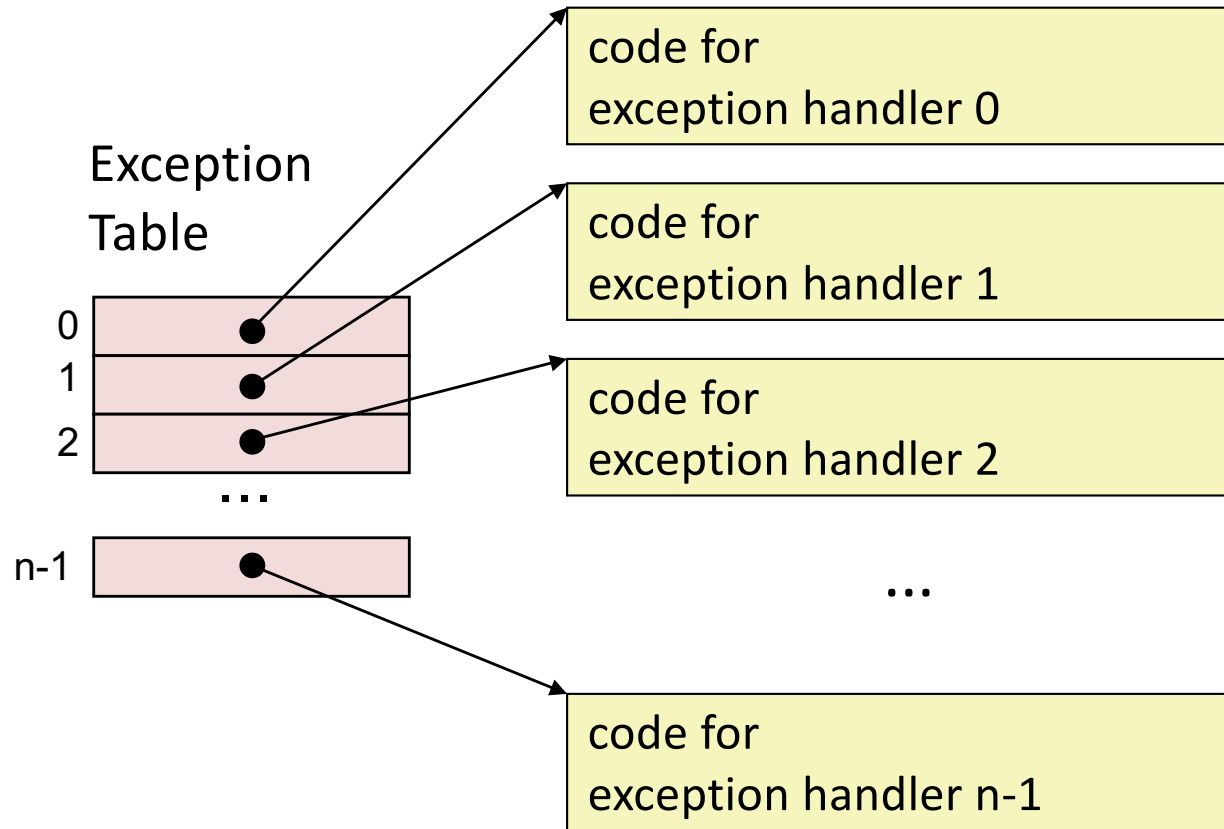 Exception
Table
0
1
2
...
n-1
code for
exception handler 0
code for
exception handler 1
code for
exception handler 2
...
code for
exception handler n-1